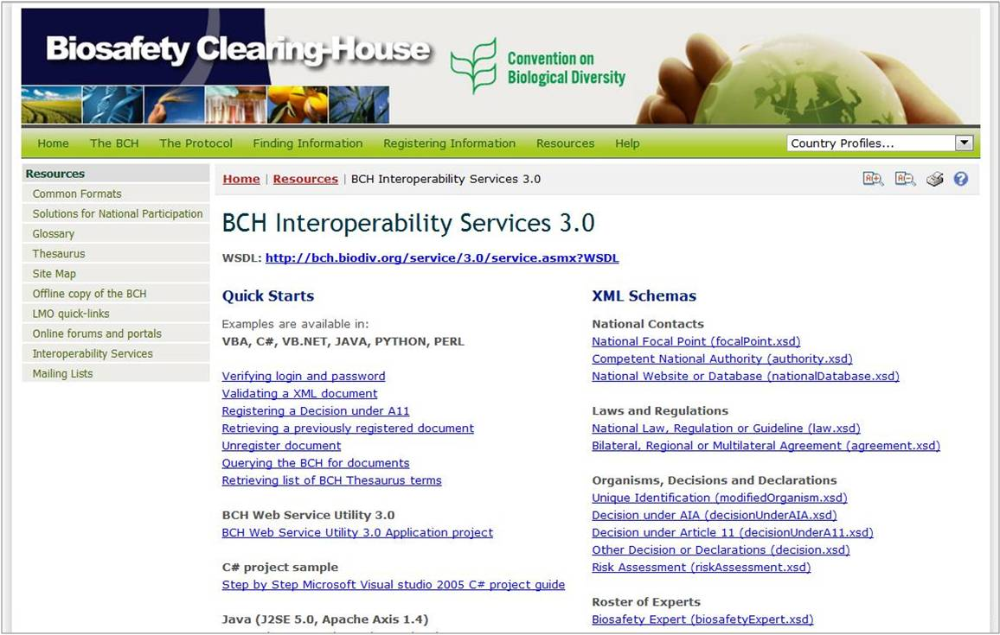 Biosafety Clearing-House
Convention on
Biological Diversity
Home The BCH The Protocol Finding Information Registering Information Resources Help Country Profiles...
Resources
Common Formats
Solutions for National Participation
Glossary
Thesaurus
Site Map
Offline copy of the BCH
LMO quick-links
Online forums and portals
Interoperability Services
Mailing Lists
Home | Resources | BCH Interoperability Services 3.0
BCH Interoperability Services 3.0
WSDL: http://bch.biodiv.org/service/3.0/service.asmx?WSDL
Quick Starts
Examples are available in:
VBA, C#, VB.NET, JAVA, PYTHON, PERL
Verifying login and password
Validating a XML document
Registering a Decision under A11
Retrieving a previously registered document
Unregister document
Querying the BCH for documents
Retrieving list of BCH Thesaurus terms
BCH Web Service Utility 3.0
BCH Web Service Utility 3.0 Application project
C# project sample
Step by Step Microsoft Visual studio 2005 C# project guide
Java (J2SE 5.0, Apache Axis 1.4)
XML Schemas
National Contacts
National Focal Point (focalPoint.xsd)
Competent National Authority (authority.xsd)
National Website or Database (nationalDatabase.xsd)
Laws and Regulations
National Law, Regulation or Guideline (law.xsd)
Bilateral, Regional or Multilateral Agreement (agreement.xsd)
Organisms, Decisions and Declarations
Unique Identification (modifiedOrganism.xsd)
Decision under AIA (decisionUnderAIA.xsd)
Decision under Article 11 (decisionUnderA11.xsd)
Other Decision or Declarations (decision.xsd)
Risk Assessment (riskAssessment.xsd)
Roster of Experts
Biosafety Expert (biosafetyExpert.xsd)